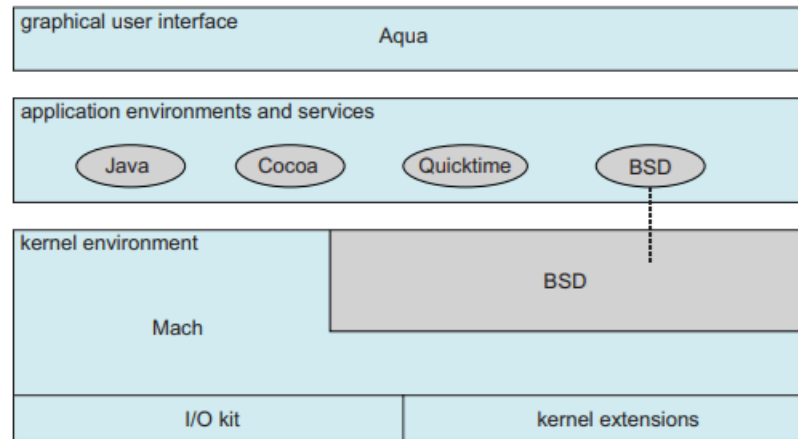 graphical user interface
Aqua
application environments and services
Java
Cocoa
Quicktime
BSD
kernel environment
BSD
Mach
I/O kit
kernel extensions